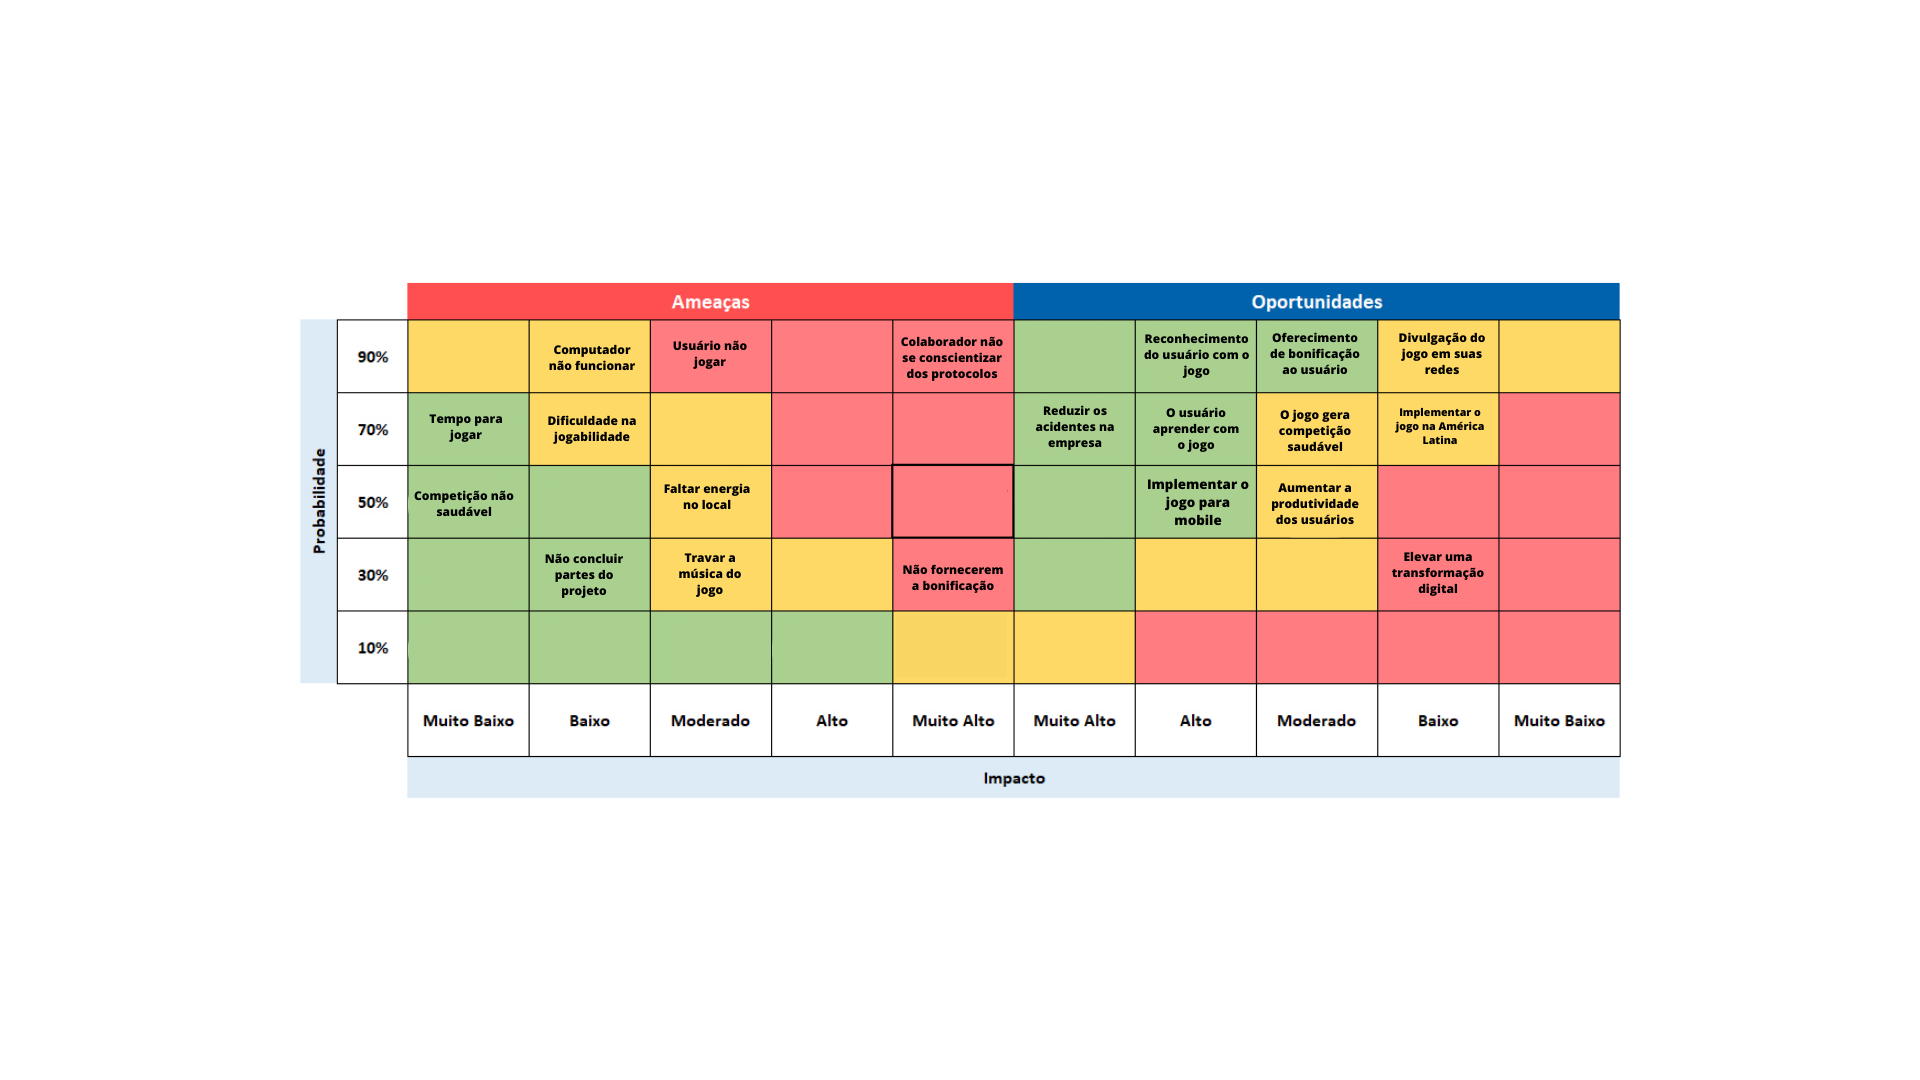 Ameaças
Oportunidades
Probabilidade
90%
Computador
não funcionar
Usuário não
jogar
Colaborador não
se conscientizar
dos protocolos
Reconhecimento
do usuário com o
jogo
Oferecimento
de bonificação
ao usuário
Divulgação do
jogo em suas
redes
70%
Tempo para
jogar
Dificuldade na
jogabilidade
Reduzir os
acidentes na
empresa
O usuário
aprender com
o jogo
O jogo gera
competição
saudável
Implementar o
jogo na América
Latina
50%
Competição não
saudável
Faltar energia
no local
Implementar o
jogo para
mobile
Aumentar a
produtividade
dos usuários
30%
Não concluir
partes do
projeto
Travar a
música do
jogo
Não fornecerem
a bonificação
Elevar uma
transformação
digital
10%
Muito Baixo
Baixo
Moderado
Alto
Muito Alto
Muito Alto
Alto
Moderado
Baixo
Muito Baixo
Impacto